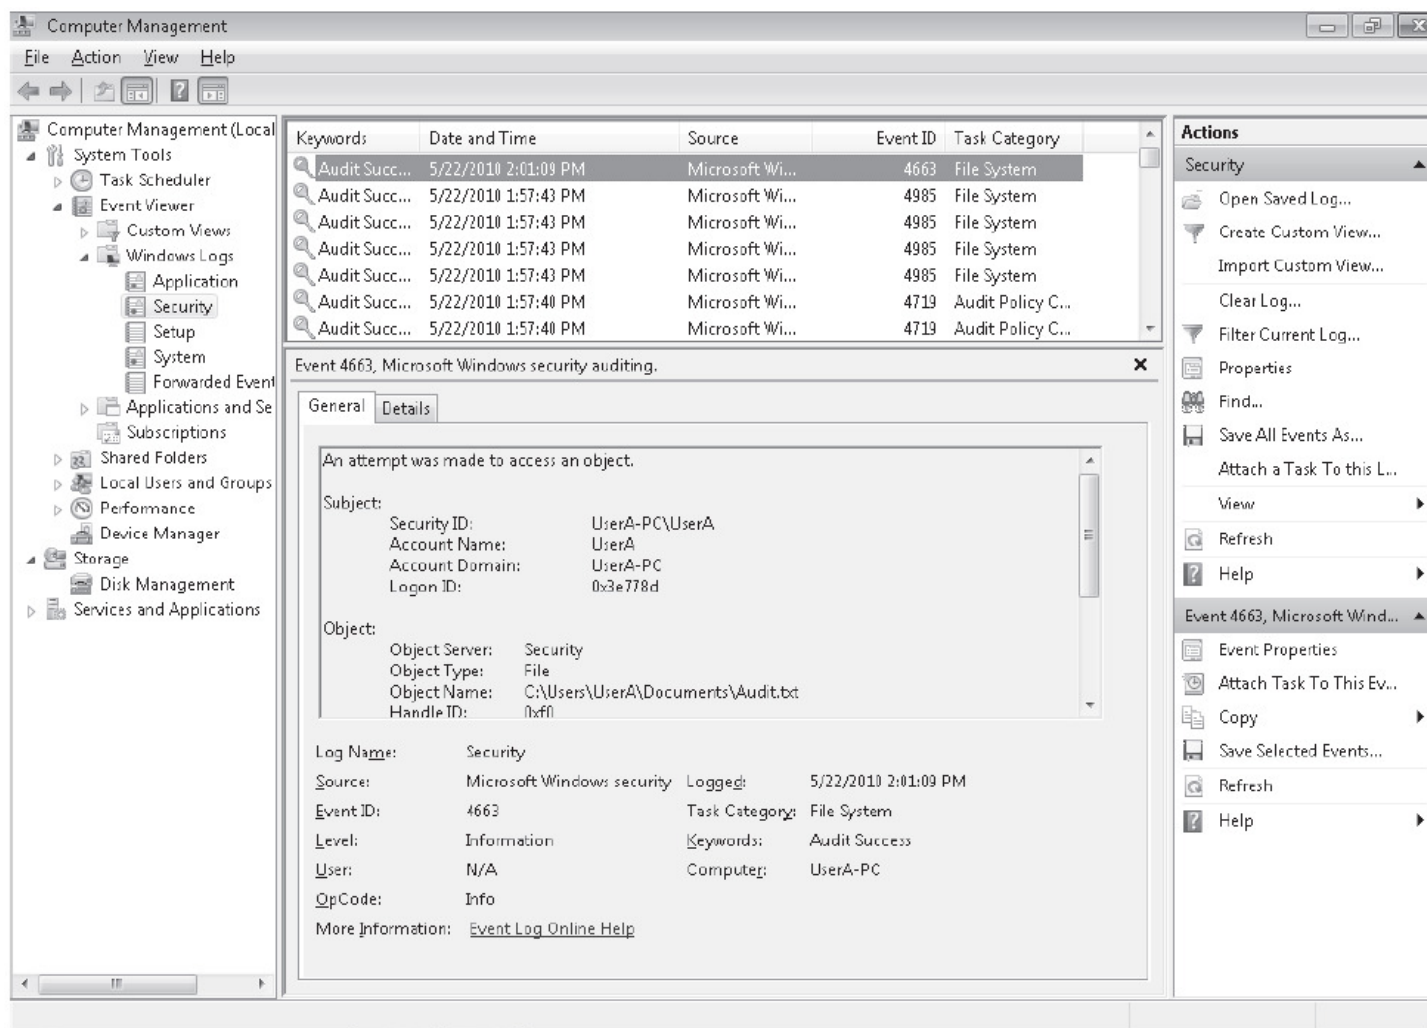 Computer Management
File Action View Help
Computer Management (Local
System Tools
Task Scheduler
Event Viewer
Custom Views
Windows Logs
Application
Security
Setup
System
Forwarded Event
Applications and Se
Subscriptions
Shared Folders
Local Users and Groups
Performance
Device Manager
Storage
Disk Management
Services and Applications
Keywords Date and Time Source Event ID Task Category
Audit Succ... 5/22/2010 2:01:09 PM Microsoft Wi... 4663 File System
Audit Succ... 5/22/2010 1:57:43 PM Microsoft Wi... 4985 File System
Audit Succ... 5/22/2010 1:57:43 PM Microsoft Wi... 4985 File System
Audit Succ... 5/22/2010 1:57:43 PM Microsoft Wi... 4985 File System
Audit Succ... 5/22/2010 1:57:43 PM Microsoft Wi... 4985 File System
Audit Succ... 5/22/2010 1:57:40 PM Microsoft Wi... 4719 Audit Policy C...
Audit Succ... 5/22/2010 1:57:40 PM Microsoft Wi... 4719 Audit Policy C...
Event 4663, Microsoft Windows security auditing.
General Details
An attempt was made to access an object.
Subject:
Security ID: UserA-PC\UserA
Account Name: UserA
Account Domain: UserA-PC
Logon ID: 0x3e778d
Object:
Object Server: Security
Object Type: File
Object Name: C:\Users\UserA\Documents\Audit.txt
Handle ID: 0xf0
Log Name: Security
Source: Microsoft Windows security Logged: 5/22/2010 2:01:09 PM
Event ID: 4663 Task Category: File System
Level: Information Keywords: Audit Success
User: N/A Computer: UserA-PC
OpCode: Info
More Information: Event Log Online Help
Actions
Security
Open Saved Log...
Create Custom View...
Import Custom View...
Clear Log...
Filter Current Log...
Properties
Find...
Save All Events As...
Attach a Task To this L...
View
Refresh
Help
Event 4663, Microsoft Wind...
Event Properties
Attach Task To This Ev...
Copy
Save Selected Events...
Refresh
Help